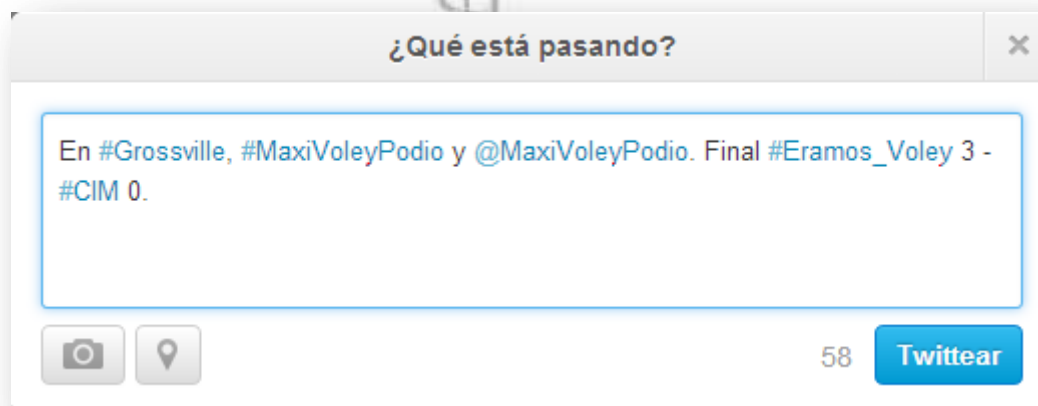 ¿Qué está pasando?
×
En #Grossville, #MaxiVoleyPodio y @MaxiVoleyPodio. Final #Eramos_Voley 3 -
#CIM 0.
58 Twittear